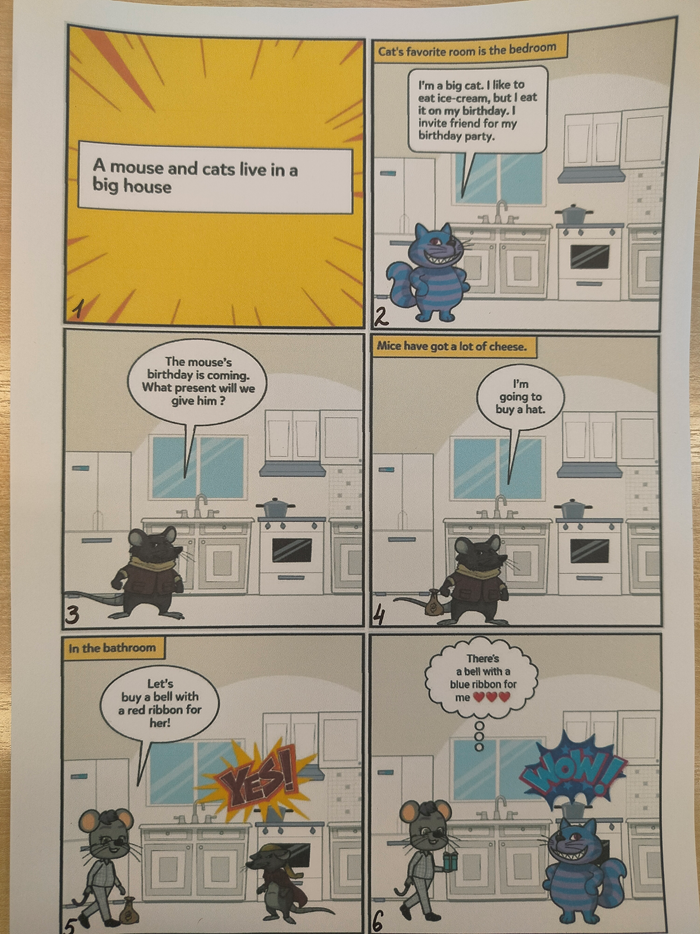 A mouse and cats live in a
big house
1
Cat's favorite room is the bedroom
I'm a big cat. I like to
eat ice-cream, but I eat
it on my birthday. I
invite friend for my
birthday party.
2
The mouse's
birthday is coming.
What present will we
give him ?
3
Mice have got a lot of cheese.
I'm
going to
buy a hat.
4
In the bathroom
Let's
buy a bell with
a red ribbon for
her!
YES!
5
There's
a bell with a
blue ribbon for
me ❤❤❤
WOW!
6